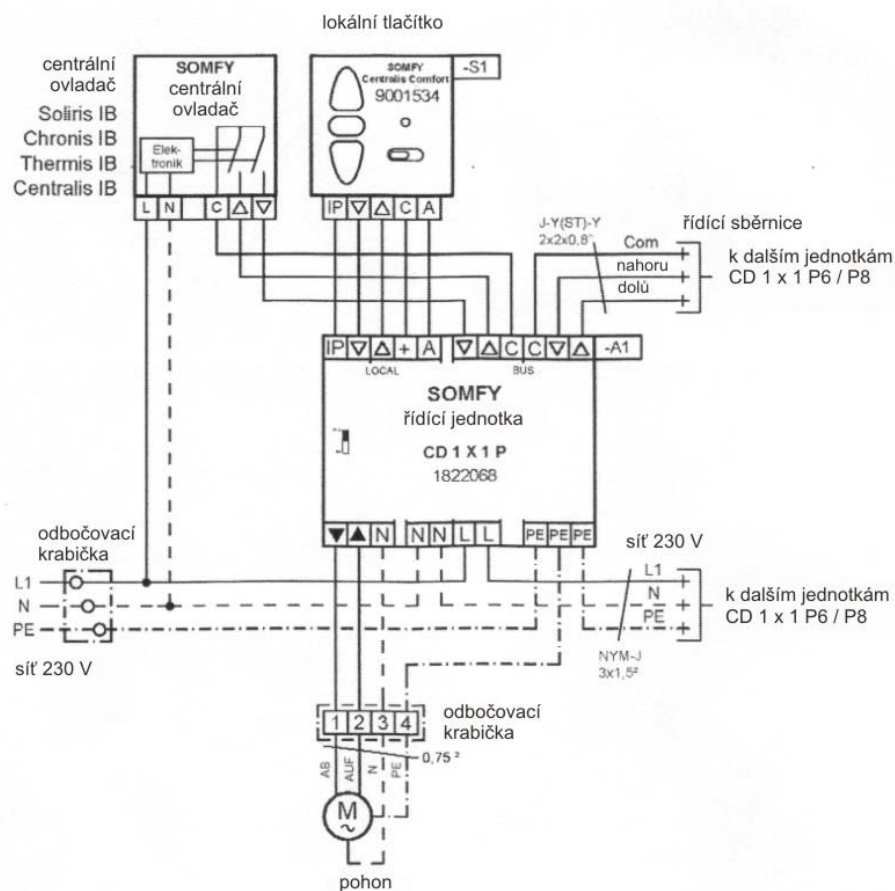 lokální tlačítko
centrální
ovladač
Soliris IB
Chronis IB
Thermis IB
Centralis IB
SOMFY
centrální
ovladač
Elek-
tronik
L N C △ ▽
SOMFY
Centralis Comfort
9001534
-S1
IP ▽ △ C A
J-Y(ST)-Y
2x2x0,8
řídící sběrnice
Com
nahoru
dolů
k dalším jednotkám
CD 1 x 1 P6 / P8
IP ▽ △ + A ▽ △ C C ▽ △ -A1
LOCAL BUS
SOMFY
řídící jednotka
CD 1 X 1 P
1822068
▼ ▲ N N N L L PE PE PE
odbočovací
krabička
L1
N
PE
síť 230 V
síť 230 V
L1
N
PE
k dalším jednotkám
CD 1 x 1 P6 / P8
NYM-J
3x1,5²
1 2 3 4
odbočovací
krabička
0,75 ²
AB AUF N PE
M
~
pohon